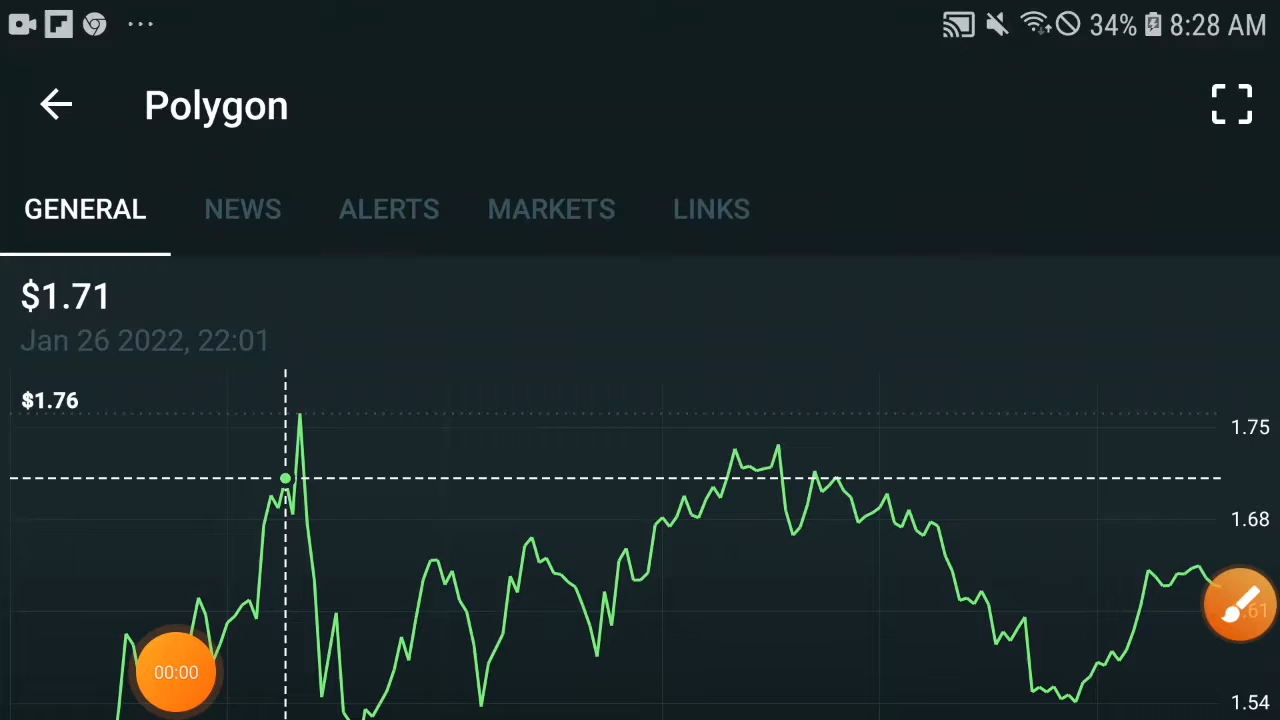 34% 8:28 AM
Polygon
GENERAL NEWS ALERTS MARKETS LINKS
$1.71
Jan 26 2022, 22:01
$1.76
1.75
1.68
.61
1.54
00:00